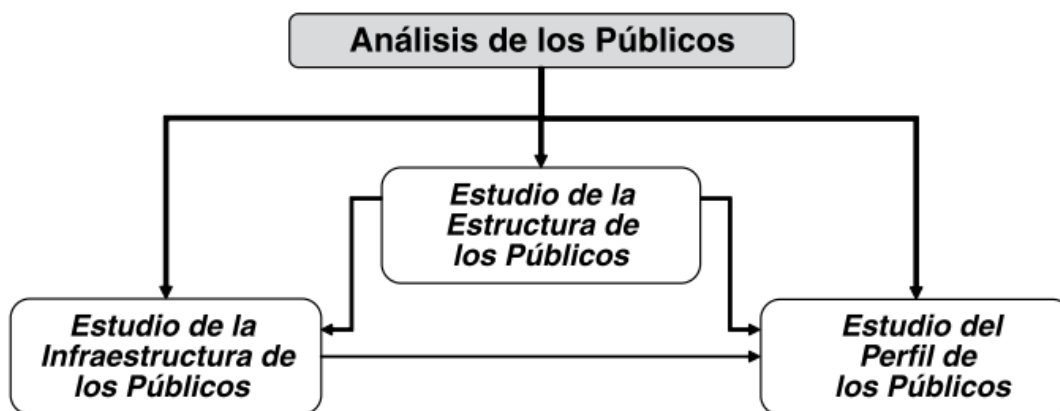 Análisis de los Públicos
Estudio de la
Estructura de
los Públicos
Estudio de la
Infraestructura de
los Públicos
Estudio del
Perfil de
los Públicos